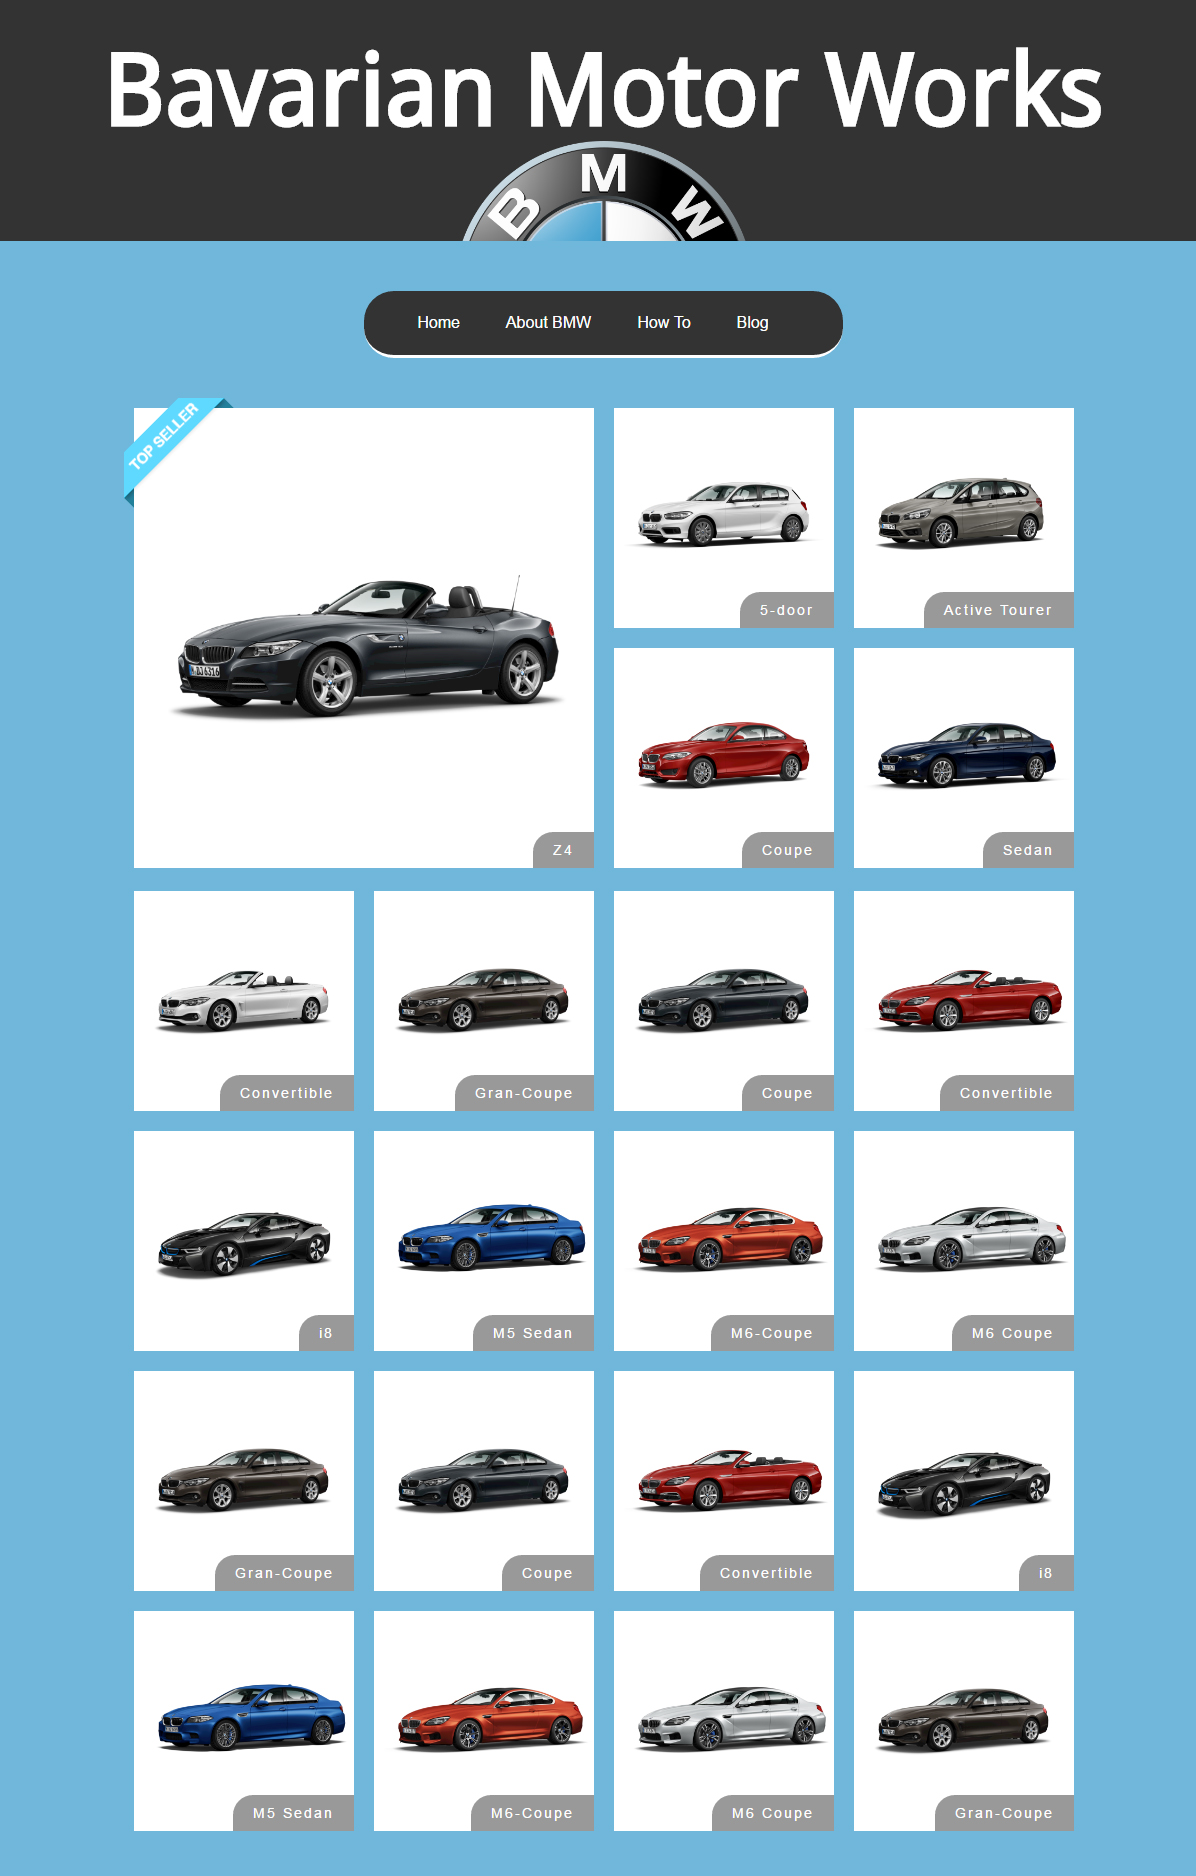 Bavarian Motor Works
B M W
Home About BMW How To Blog
TOP SELLER
Z4
5-door
Active Tourer
Coupe
Sedan
Convertible
Gran-Coupe
Coupe
Convertible
i8
M5 Sedan
M6-Coupe
M6 Coupe
Gran-Coupe
Coupe
Convertible
i8
M5 Sedan
M6-Coupe
M6 Coupe
Gran-Coupe